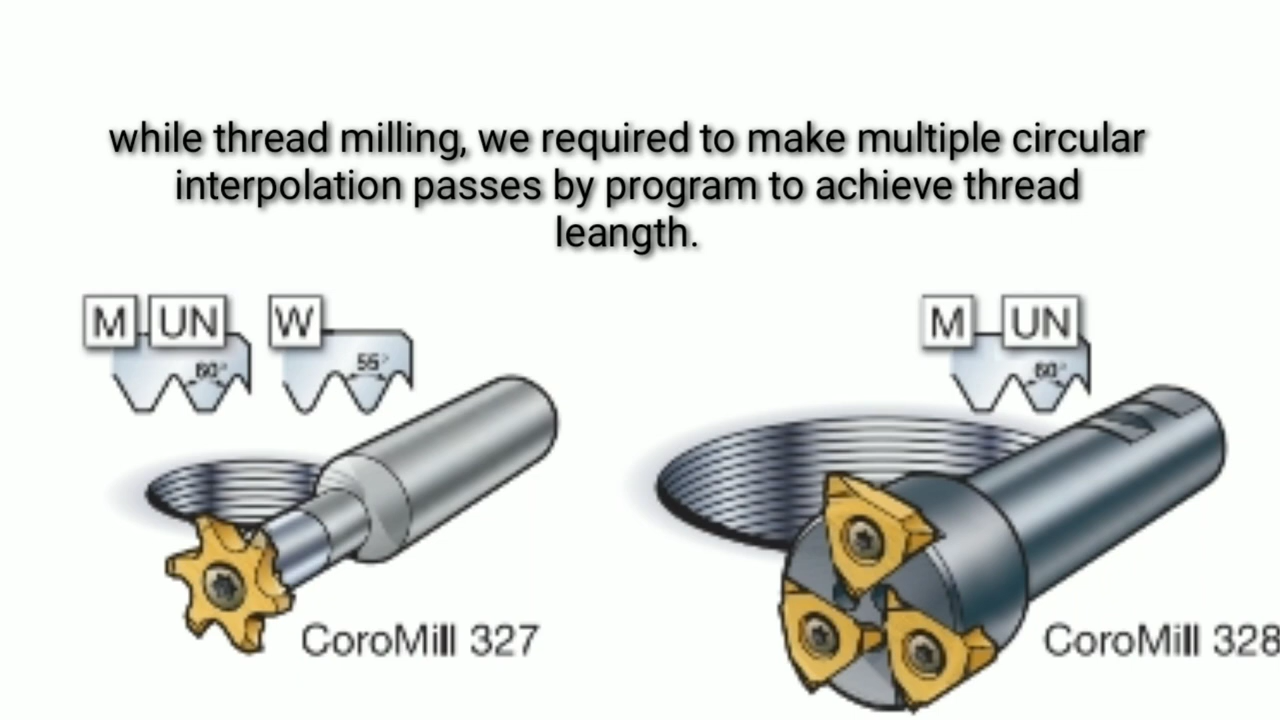 while thread milling, we required to make multiple circular
interpolation passes by program to achieve thread
leangth.
M UN W
M UN
60°
55°
60°
CoroMill 327
CoroMill 328